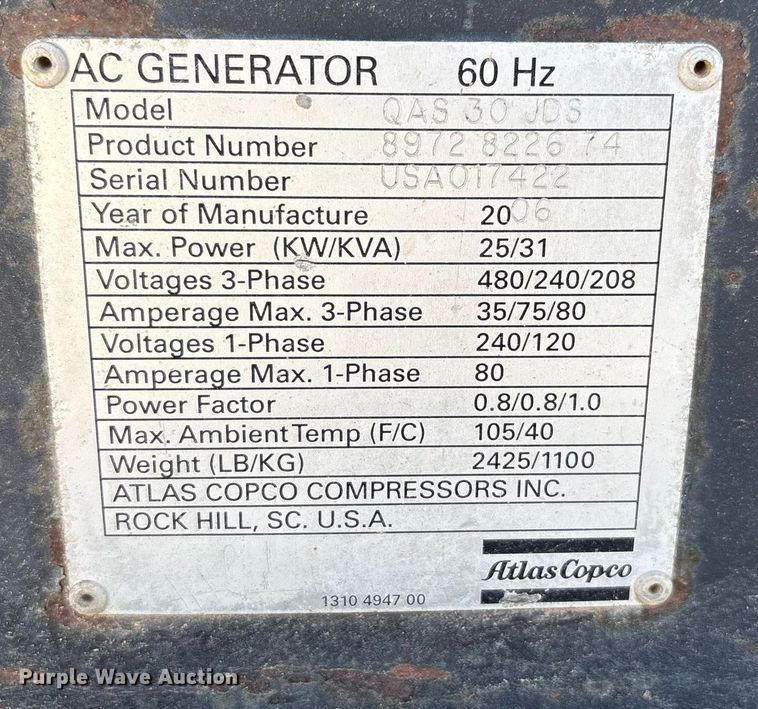 AC GENERATOR 60 Hz
Model QAS 30 JDS
Product Number 8972 8226 74
Serial Number USA017422
Year of Manufacture 2006
Max. Power (KW/KVA) 25/31
Voltages 3-Phase 480/240/208
Amperage Max. 3-Phase 35/75/80
Voltages 1-Phase 240/120
Amperage Max. 1-Phase 80
Power Factor 0.8/0.8/1.0
Max. Ambient Temp (F/C) 105/40
Weight (LB/KG) 2425/1100
ATLAS COPCO COMPRESSORS INC.
ROCK HILL, SC. U.S.A.
Atlas Copco
1310 4947 00
Purple Wave Auction